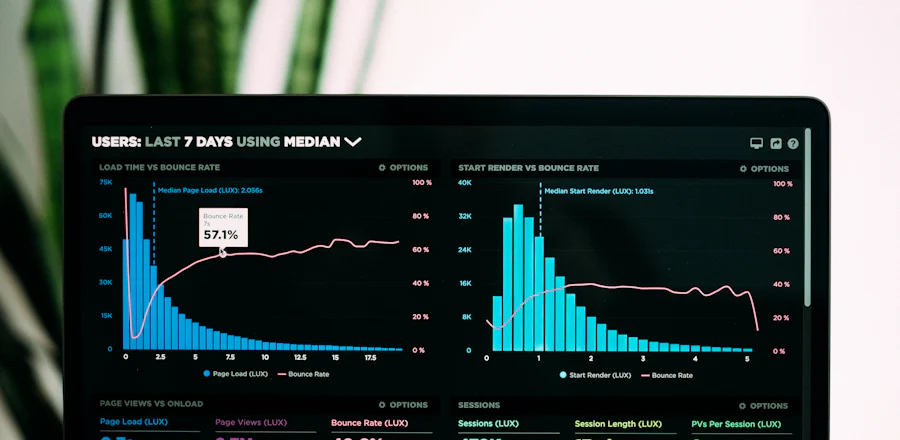 USERS: LAST 7 DAYS USING MEDIAN
LOAD TIME VS BOUNCE RATE
OPTIONS
75K
60K
45K
30K
15K
0
100 %
80 %
60 %
40 %
20 %
0 %
Median Page Load (LUX): 2.056s
Bounce Rate
7s
57.1%
0 2.5 5 7.5 10 12.5 15 17.5
Page Load (LUX) Bounce Rate
START RENDER VS BOUNCE RATE
OPTIONS
40K
32K
24K
16K
8K
0
100 %
80 %
60 %
40 %
20 %
0 %
Median Start Render (LUX): 1.031s
0 1 2 3 4 5
Start Render (LUX) Bounce Rate
PAGE VIEWS VS ONLOAD
OPTIONS
Page Load (LUX) Page Views (LUX) Bounce Rate (LUX)
SESSIONS
OPTIONS
Sessions (LUX) Session Length (LUX) PVs Per Session (LUX)